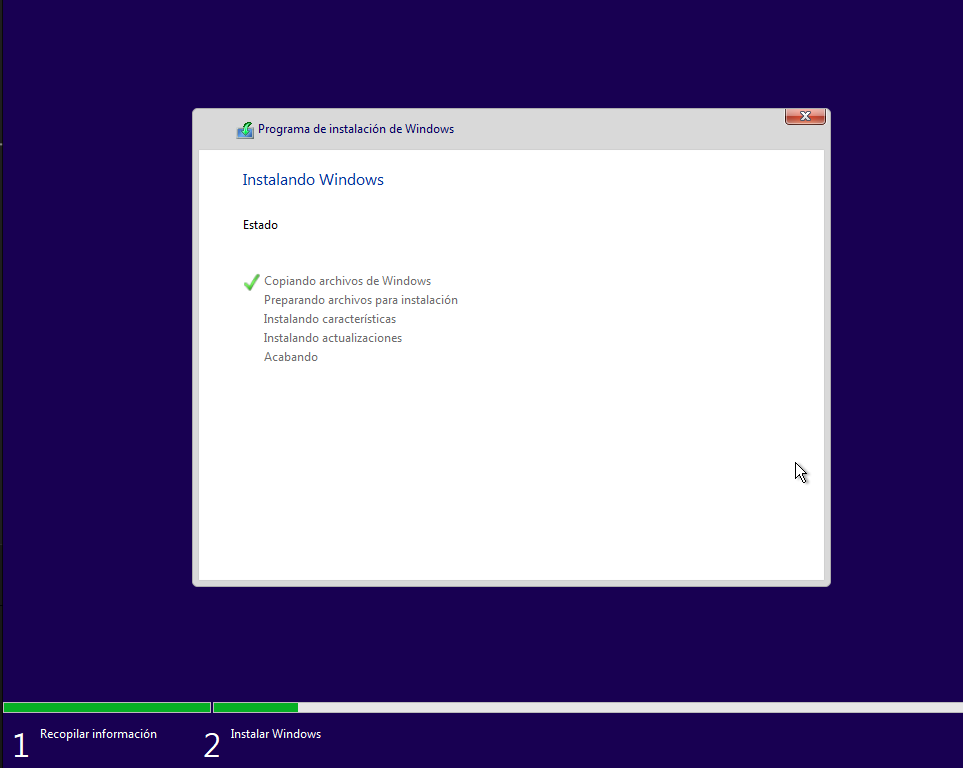 Programa de instalación de Windows
Instalando Windows
Estado
Copiando archivos de Windows
Preparando archivos para instalación
Instalando características
Instalando actualizaciones
Acabando
1 Recopilar información
2 Instalar Windows